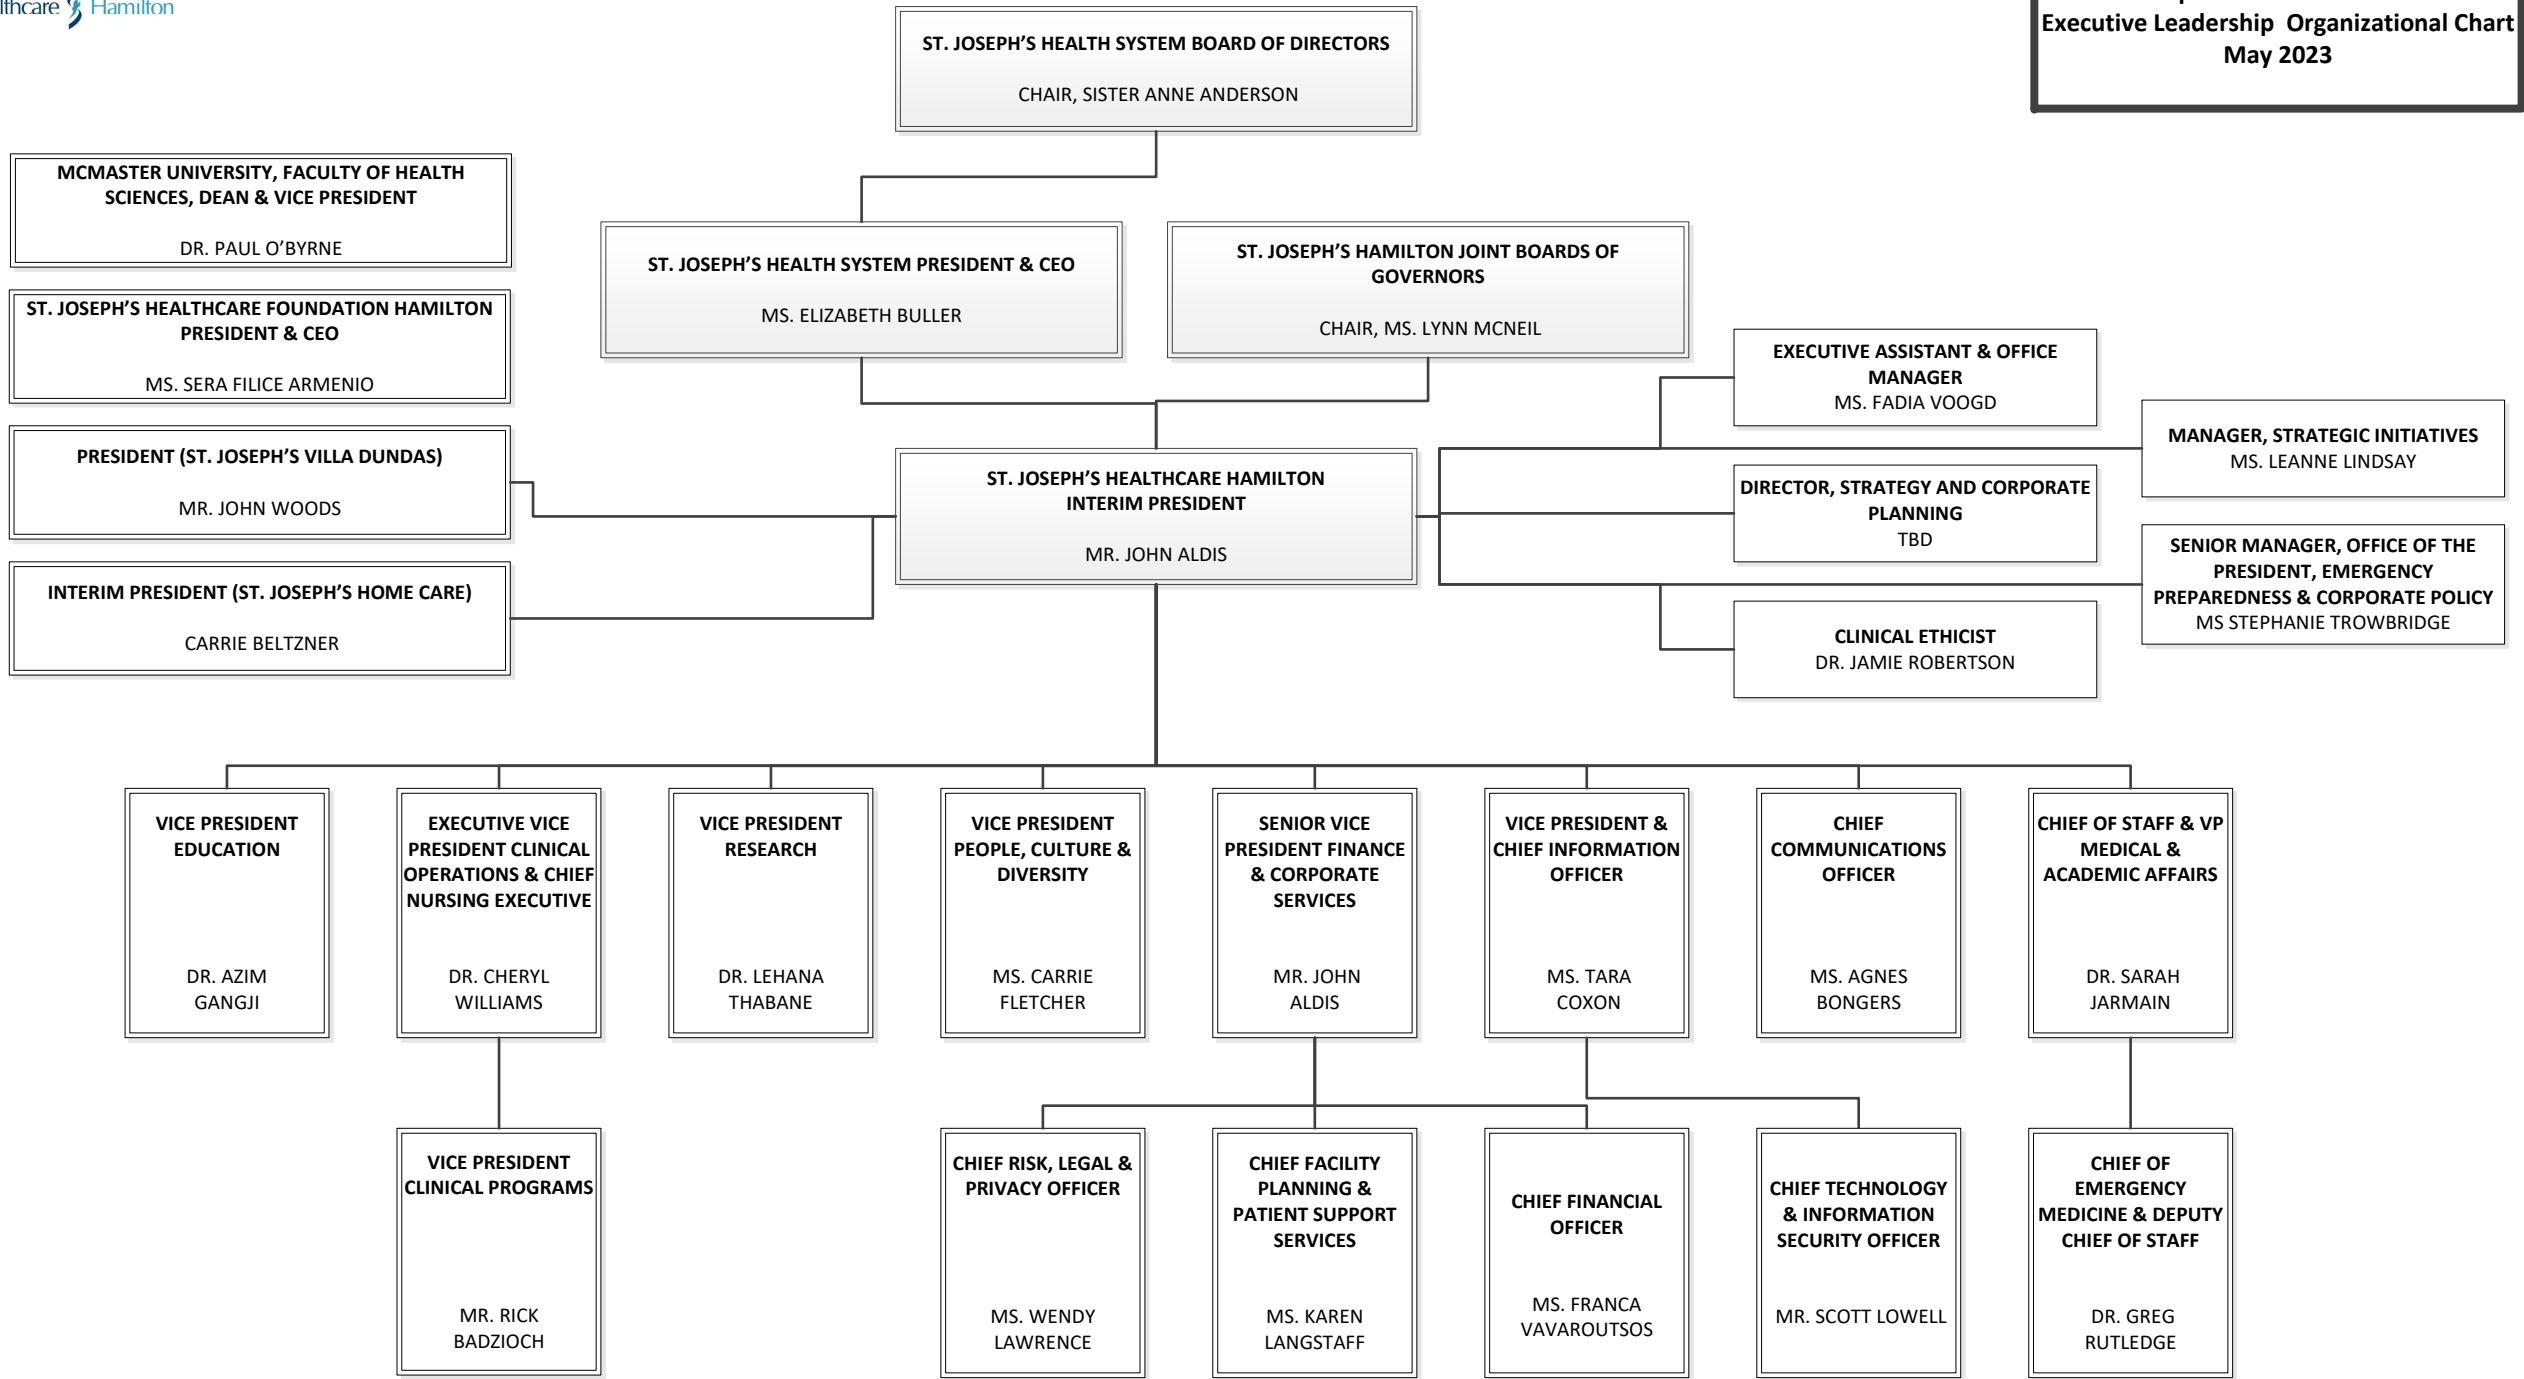 Hamilton
Executive Leadership Organizational Chart
May 2023
ST. JOSEPH'S HEALTH SYSTEM BOARD OF DIRECTORS
CHAIR, SISTER ANNE ANDERSON
MCMASTER UNIVERSITY, FACULTY OF HEALTH
SCIENCES, DEAN & VICE PRESIDENT
DR. PAUL O'BYRNE
ST. JOSEPH'S HEALTH SYSTEM PRESIDENT & CEO
MS. ELIZABETH BULLER
ST. JOSEPH'S HAMILTON JOINT BOARDS OF
GOVERNORS
CHAIR, MS. LYNN MCNEIL
ST. JOSEPH'S HEALTHCARE FOUNDATION HAMILTON
PRESIDENT & CEO
MS. SERA FILICE ARMENIO
EXECUTIVE ASSISTANT & OFFICE
MANAGER
MS. FADIA VOOGD
MANAGER, STRATEGIC INITIATIVES
MS. LEANNE LINDSAY
PRESIDENT (ST. JOSEPH'S VILLA DUNDAS)
MR. JOHN WOODS
ST. JOSEPH'S HEALTHCARE HAMILTON
INTERIM PRESIDENT
MR. JOHN ALDIS
DIRECTOR, STRATEGY AND CORPORATE
PLANNING
TBD
SENIOR MANAGER, OFFICE OF THE
PRESIDENT, EMERGENCY
PREPAREDNESS & CORPORATE POLICY
MS STEPHANIE TROWBRIDGE
INTERIM PRESIDENT (ST. JOSEPH'S HOME CARE)
CARRIE BELTZNER
CLINICAL ETHICIST
DR. JAMIE ROBERTSON
VICE PRESIDENT
EDUCATION
DR. AZIM
GANGJI
EXECUTIVE VICE
PRESIDENT CLINICAL
OPERATIONS & CHIEF
NURSING EXECUTIVE
DR. CHERYL
WILLIAMS
VICE PRESIDENT
RESEARCH
DR. LEHANA
THABANE
VICE PRESIDENT
PEOPLE, CULTURE &
DIVERSITY
MS. CARRIE
FLETCHER
SENIOR VICE
PRESIDENT FINANCE
& CORPORATE
SERVICES
MR. JOHN
ALDIS
VICE PRESIDENT &
CHIEF INFORMATION
OFFICER
MS. TARA
COXON
CHIEF
COMMUNICATIONS
OFFICER
MS. AGNES
BONGERS
CHIEF OF STAFF & VP
MEDICAL &
ACADEMIC AFFAIRS
DR. SARAH
JARMAIN
VICE PRESIDENT
CLINICAL PROGRAMS
MR. RICK
BADZIOCH
CHIEF RISK, LEGAL &
PRIVACY OFFICER
MS. WENDY
LAWRENCE
CHIEF FACILITY
PLANNING &
PATIENT SUPPORT
SERVICES
MS. KAREN
LANGSTAFF
CHIEF FINANCIAL
OFFICER
MS. FRANCA
VAVAROUTSOS
CHIEF TECHNOLOGY
& INFORMATION
SECURITY OFFICER
MR. SCOTT LOWELL
CHIEF OF
EMERGENCY
MEDICINE & DEPUTY
CHIEF OF STAFF
DR. GREG
RUTLEDGE